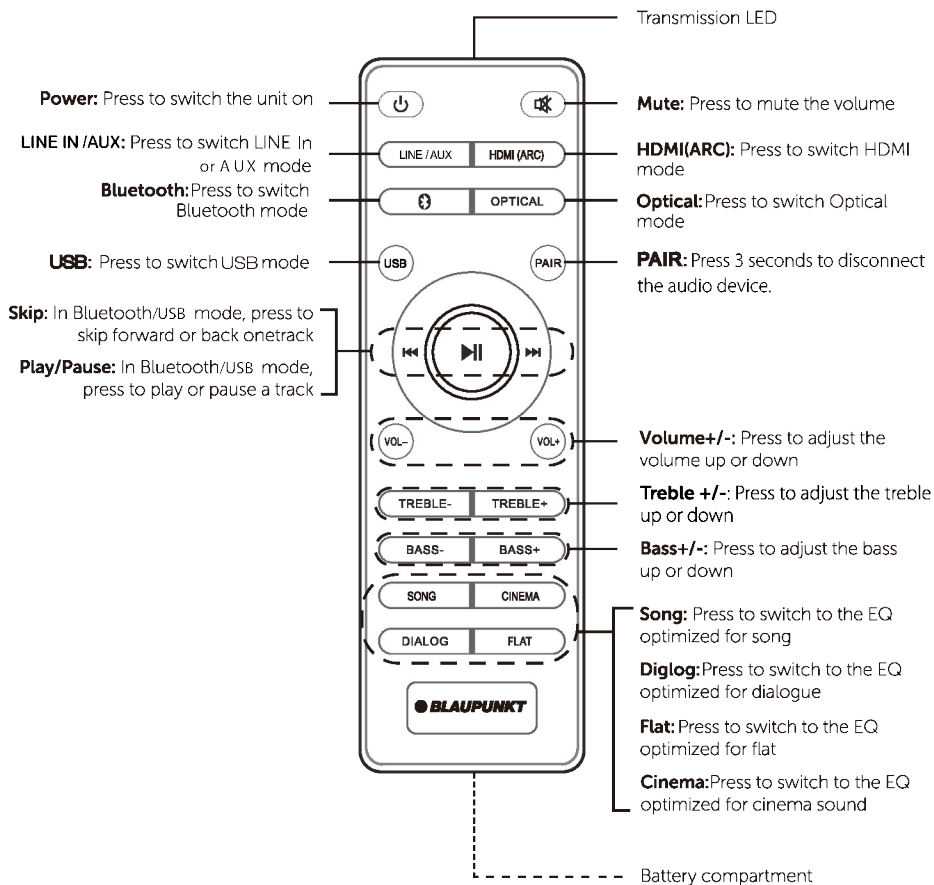 Transmission LED
Power: Press to switch the unit on
Mute: Press to mute the volume
LINE IN /AUX: Press to switch LINE In
or AUX mode
LINE / AUX
HDMI (ARC)
HDMI(ARC): Press to switch HDMI
mode
Bluetooth: Press to switch
Bluetooth mode
OPTICAL
Optical: Press to switch Optical
mode
USB: Press to switch USB mode
USB
PAIR
PAIR: Press 3 seconds to disconnect
the audio device.
Skip: In Bluetooth/USB mode, press to
skip forward or back onetrack
Play/Pause: In Bluetooth/USB mode,
press to play or pause a track
VOL-
VOL+
Volume+/-: Press to adjust the
volume up or down
TREBLE-
TREBLE+
Treble +/-: Press to adjust the treble
up or down
BASS-
BASS+
Bass+/-: Press to adjust the bass
up or down
SONG
CINEMA
DIALOG
FLAT
Song: Press to switch to the EQ
optimized for song
Diglog: Press to switch to the EQ
optimized for dialogue
Flat: Press to switch to the EQ
optimized for flat
Cinema: Press to switch to the EQ
optimized for cinema sound
BLAUPUNKT
Battery compartment